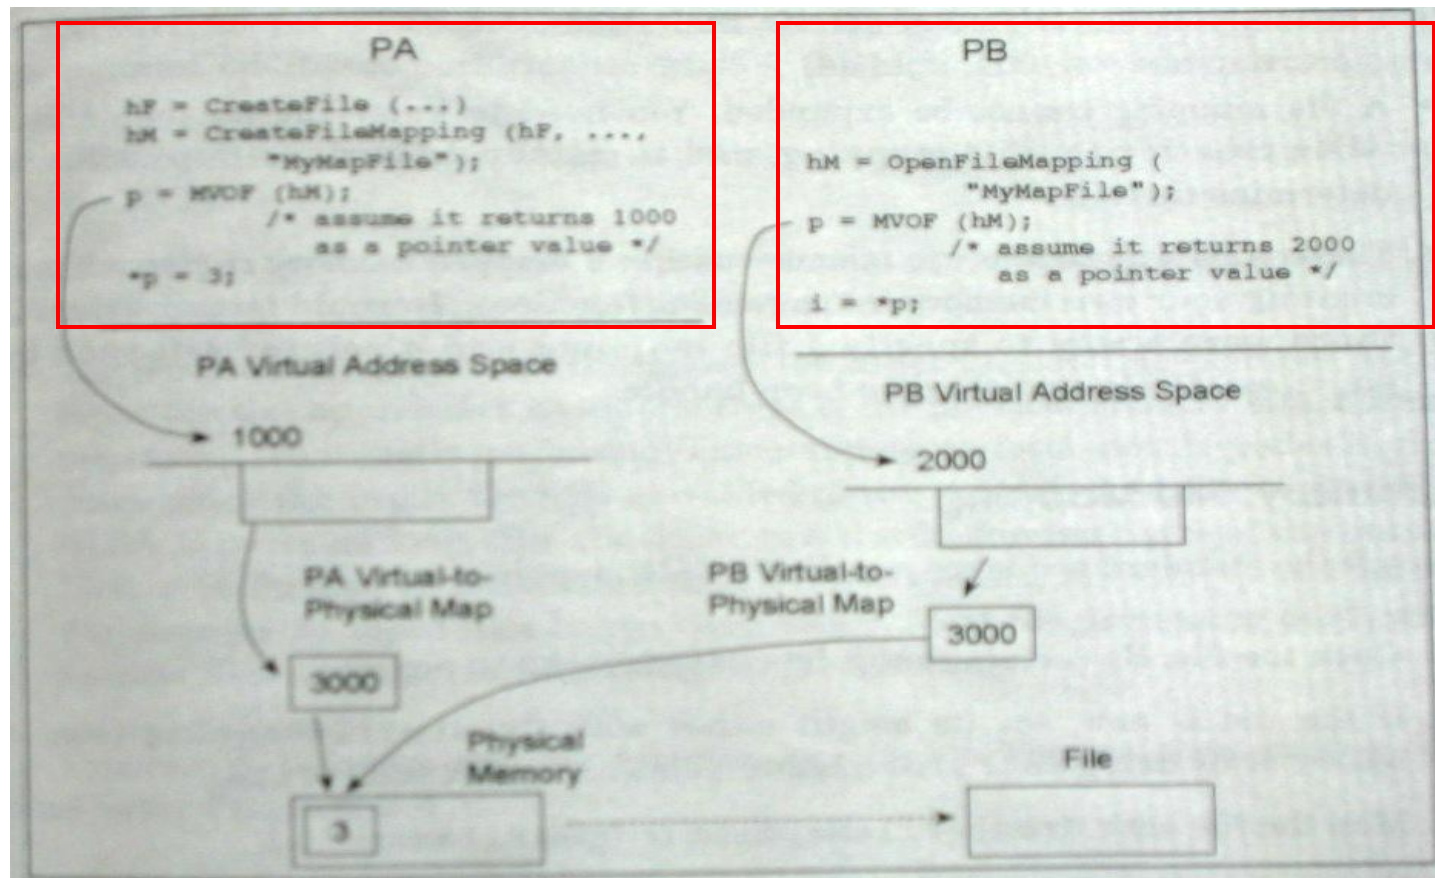 PA
hF = CreateFile (...)
hM = CreateFileMapping (hF, ....,
"MyMapFile");
p = MVOF (hM);
/* assume it returns 1000
as a pointer value */
*p = 3;
PB
hM = OpenFileMapping (
"MyMapFile");
p = MVOF (hM);
/* assume it returns 2000
as a pointer value */
i = *p;
PA Virtual Address Space
1000
PB Virtual Address Space
2000
PA Virtual-to-
Physical Map
3000
PB Virtual-to-
Physical Map
3000
Physical
Memory
3
File